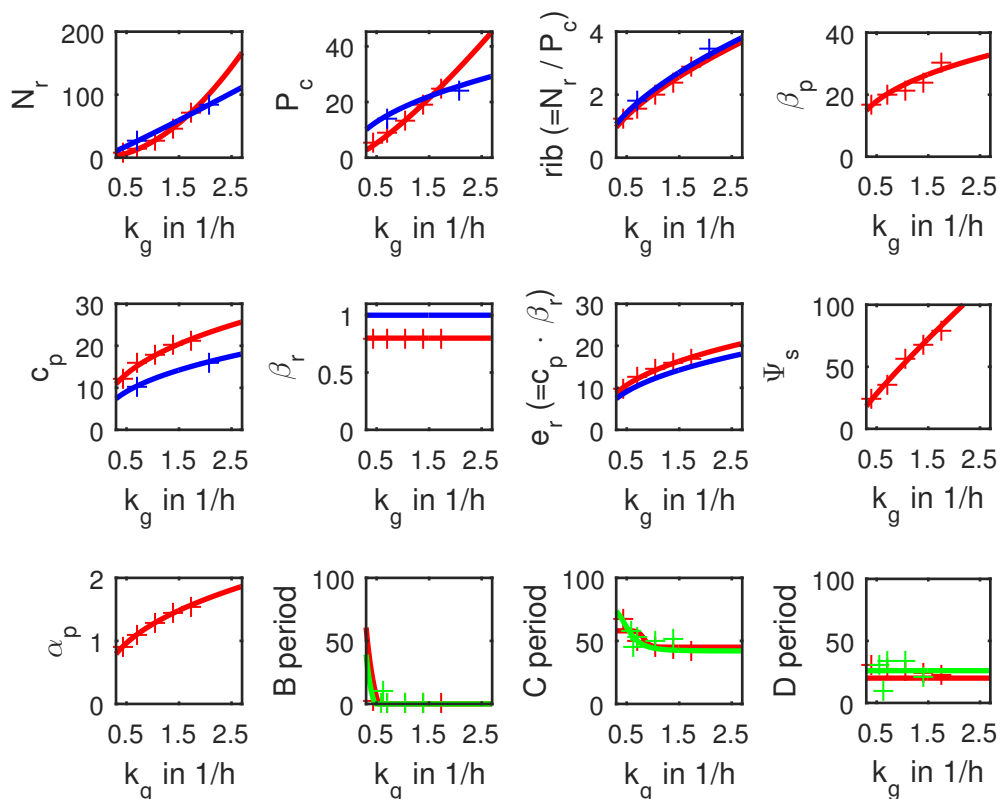 N_r
200
100
0
0.5 1.5 2.5
k_g in 1/h
P_c
40
20
0
0.5 1.5 2.5
k_g in 1/h
rib (=N_r / P_c)
4
2
0
0.5 1.5 2.5
k_g in 1/h
β_p
40
20
0
0.5 1.5 2.5
k_g in 1/h
c_p
30
20
10
0
0.5 1.5 2.5
k_g in 1/h
β_r
1
0.5
0
0.5 1.5 2.5
k_g in 1/h
e_r (=c_p · β_r)
30
20
10
0
0.5 1.5 2.5
k_g in 1/h
Ψ_s
100
50
0
0.5 1.5 2.5
k_g in 1/h
α_p
2
1
0
0.5 1.5 2.5
k_g in 1/h
B period
100
50
0
0.5 1.5 2.5
k_g in 1/h
C period
100
50
0
0.5 1.5 2.5
k_g in 1/h
D period
100
50
0
0.5 1.5 2.5
k_g in 1/h